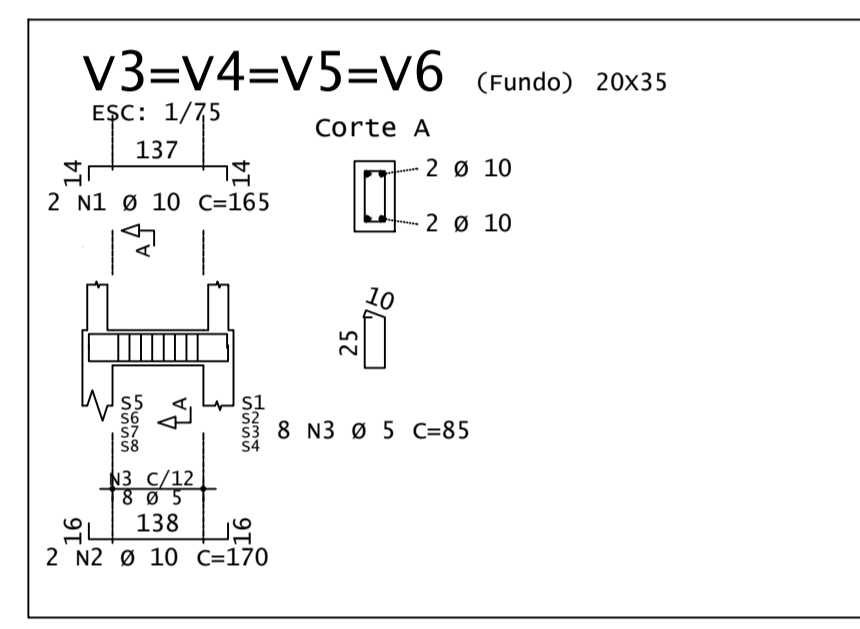 V3=V4=V5=V6 (Fundo) 20X35
ESC: 1/75
Corte A
137
14
14
2 Ø 10
2 N1 Ø 10 C=165
2 Ø 10
A
10
25
A
S5
S6
S7
S8
S1
S2
S3
S4
8 N3 Ø 5 C=85
N3 C/12
8 Ø 5
138
16
16
2 N2 Ø 10 C=170